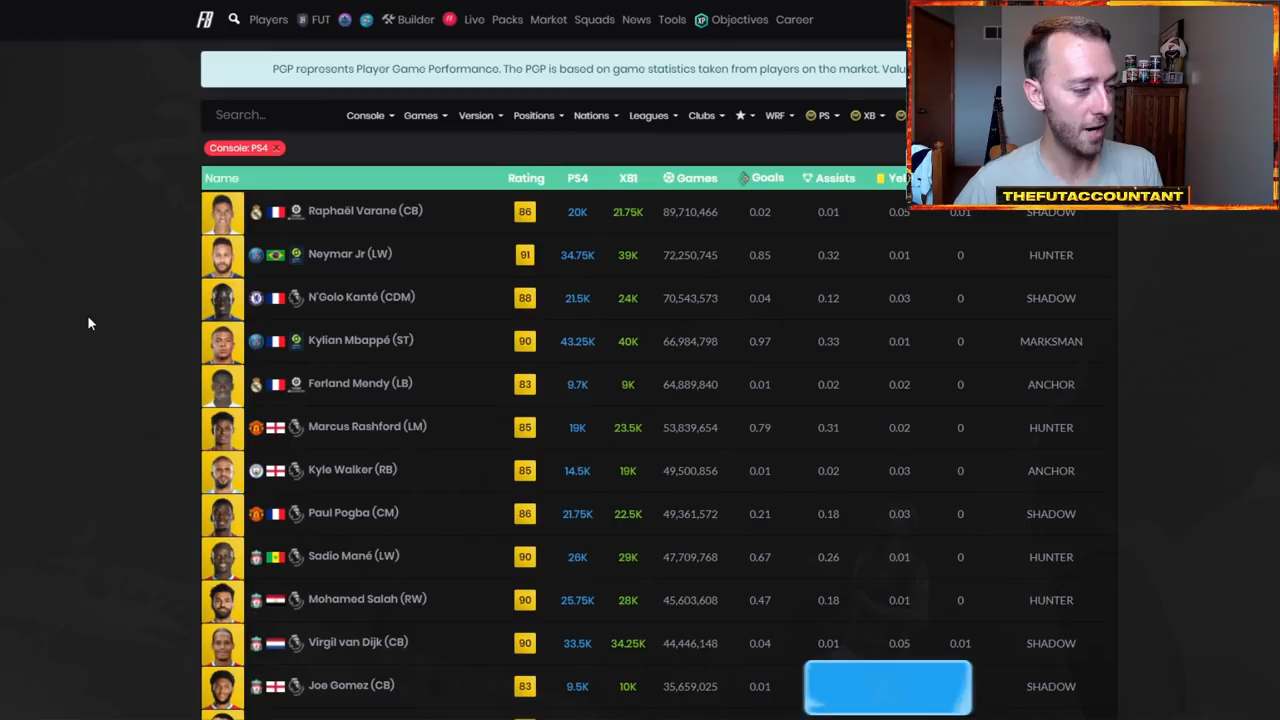 FB Players FUT Builder Live Packs Market Squads News Tools XP Objectives Career
PGP represents Player Game Performance. The PGP is based on game statistics taken from players on the market. Valu
Search... Console Games Version Positions Nations Leagues Clubs WRF PS XB
Console: PS4 ×
THEFUTACCOUNTANT
Name Rating PS4 XB1 Games Goals Assists Yel
Raphaël Varane (CB) 86 20K 21.75K 89,710,466 0.02 0.01 0.05 0.01 SHADOW
Neymar Jr (LW) 91 34.75K 39K 72,250,745 0.85 0.32 0.01 0 HUNTER
N'Golo Kanté (CDM) 88 21.5K 24K 70,543,573 0.04 0.12 0.03 0 SHADOW
Kylian Mbappé (ST) 90 43.25K 40K 66,984,798 0.97 0.33 0.01 0 MARKSMAN
Ferland Mendy (LB) 83 9.7K 9K 64,889,840 0.01 0.02 0.02 0 ANCHOR
Marcus Rashford (LM) 85 19K 23.5K 53,839,654 0.79 0.31 0.02 0 HUNTER
Kyle Walker (RB) 85 14.5K 19K 49,500,856 0.01 0.02 0.03 0 ANCHOR
Paul Pogba (CM) 86 21.75K 22.5K 49,361,572 0.21 0.18 0.03 0 SHADOW
Sadio Mané (LW) 90 26K 29K 47,709,768 0.67 0.26 0.01 0 HUNTER
Mohamed Salah (RW) 90 25.75K 28K 45,603,608 0.47 0.18 0.01 0 HUNTER
Virgil van Dijk (CB) 90 33.5K 34.25K 44,446,148 0.04 0.01 0.05 0.01 SHADOW
Joe Gomez (CB) 83 9.5K 10K 35,659,025 0.01 SHADOW